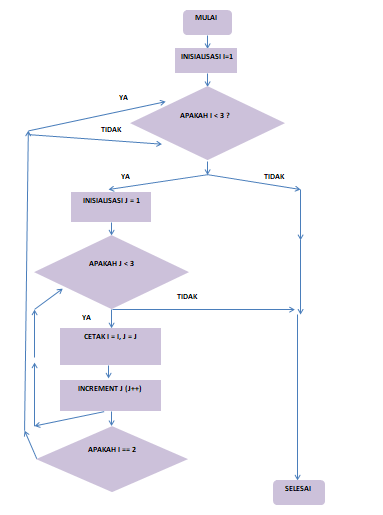 MULAI
INISIALISASI I=1
YA
APAKAH I < 3 ?
TIDAK
YA
TIDAK
INISIALISASI J = 1
APAKAH J < 3
TIDAK
YA
CETAK I = I, J = J
INCREMENT J (J++)
APAKAH I == 2
SELESAI